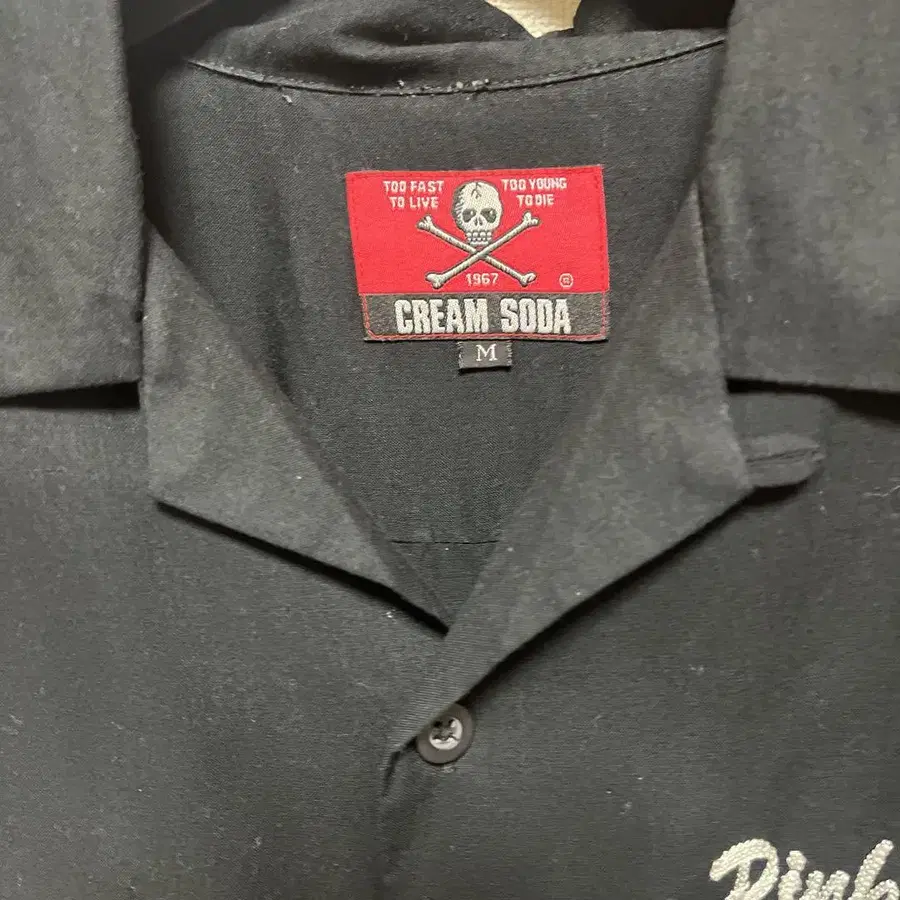 TOO FAST TOO YOUNG
TO LIVE TO DIE
1967 ®
CREAM SODA
M